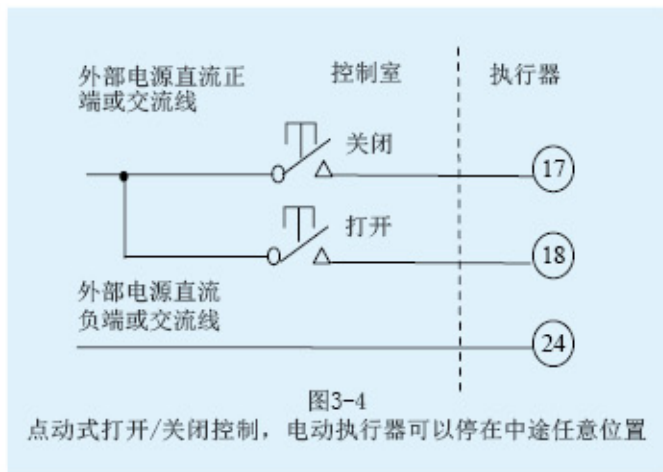 外部电源直流正
端或交流线
控制室
执行器
关闭
17
打开
18
外部电源直流
负端或交流线
24
图3-4
点动式打开/关闭控制，电动执行器可以停在中途任意位置